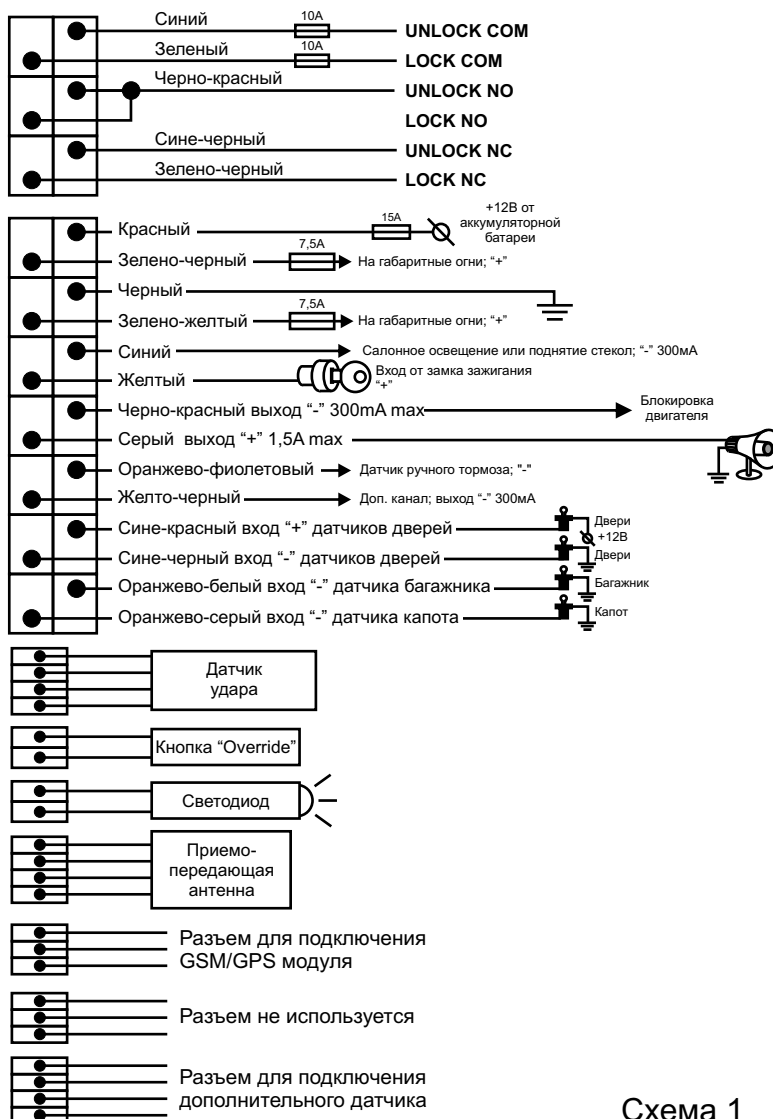 Синий 10А UNLOCK COM
Зеленый 10А LOCK COM
Черно-красный UNLOCK NO
LOCK NO
Сине-черный UNLOCK NC
Зелено-черный LOCK NC
Красный 15А +12В от
аккумуляторной
батареи
Зелено-черный 7,5А На габаритные огни; “+”
Черный
Зелено-желтый 7,5А На габаритные огни; “+”
Синий Салонное освещение или поднятие стекол; “-” 300мА
Желтый Вход от замка зажигания
“+”
Черно-красный выход “-” 300mA max Блокировка
двигателя
Серый выход “+” 1,5А max
Оранжево-фиолетовый Датчик ручного тормоза; "-"
Желто-черный Доп. канал; выход “-” 300мА
Сине-красный вход “+” датчиков дверей Двери
+12В
Сине-черный вход “-” датчиков дверей Двери
Оранжево-белый вход “-” датчика багажника Багажник
Оранжево-серый вход “-” датчика капота Капот
Датчик
удара
Кнопка “Override”
Светодиод
Приемо-
передающая
антенна
Разъем для подключения
GSM/GPS модуля
Разъем не используется
Разъем для подключения
дополнительного датчика
Схема 1